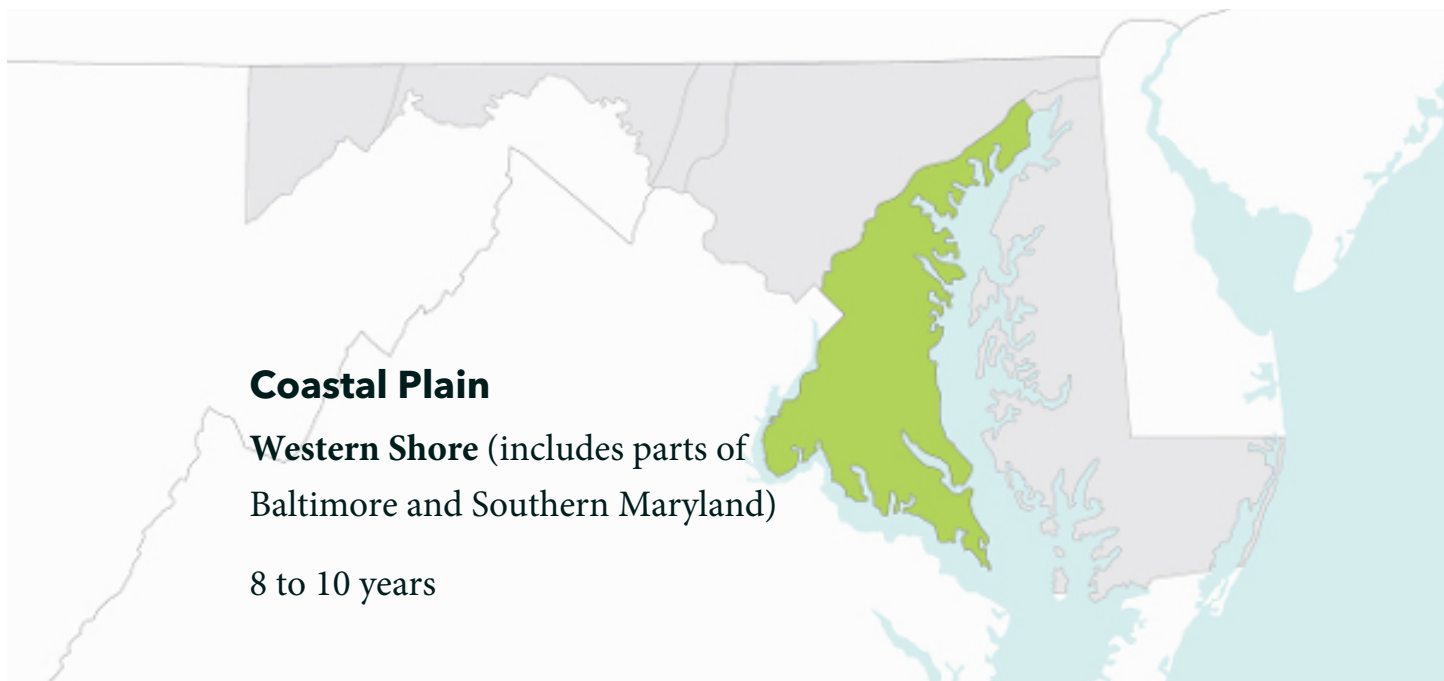 Coastal Plain
Western Shore (includes parts of
Baltimore and Southern Maryland)
8 to 10 years